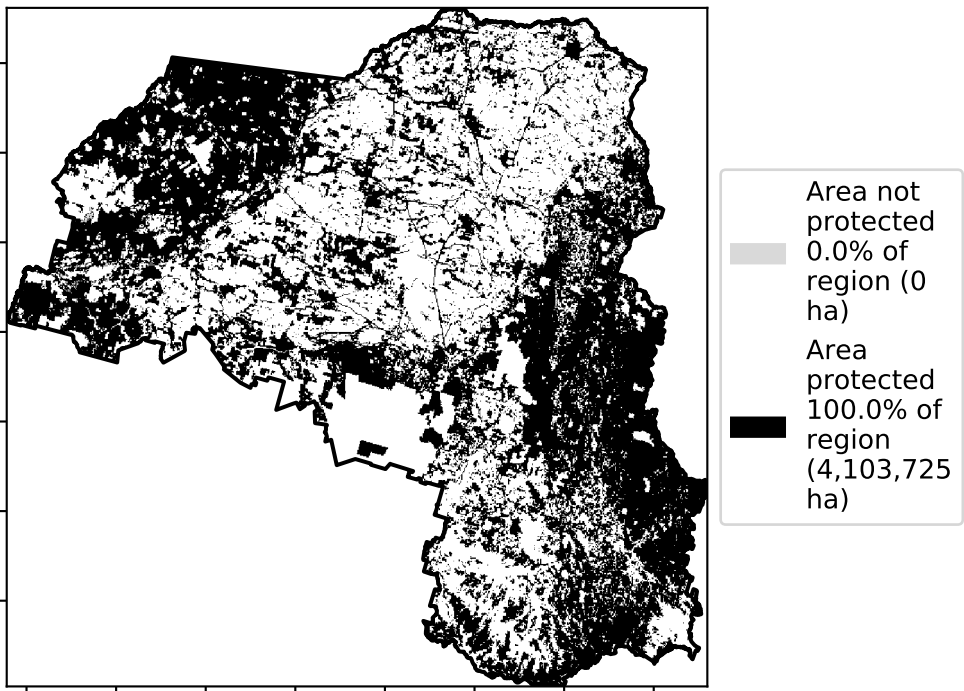 Area not
protected
0.0% of
region (0
ha)
Area
protected
100.0% of
region
(4,103,725
ha)